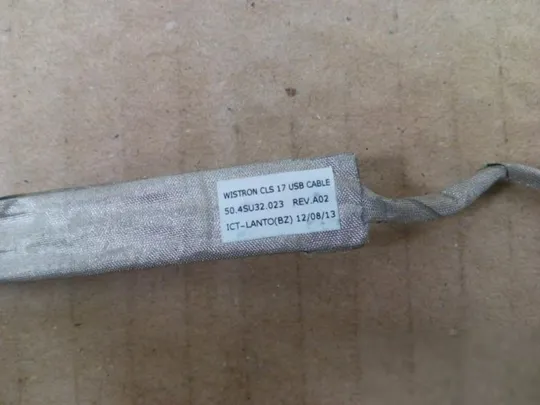 WISTRON CLS 17 USB CABLE
50.4SU32.023 REV.A02
ICT-LANTO(BZ) 12/08/13